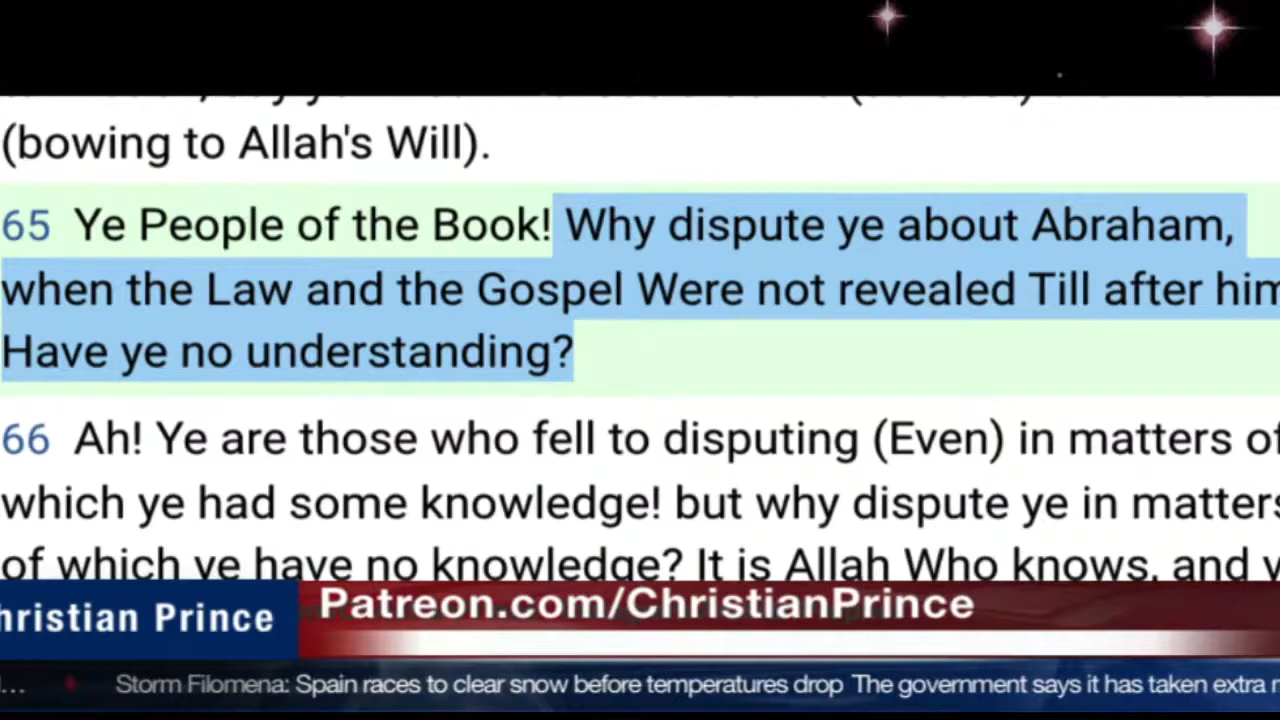 (bowing to Allah's Will).
65 Ye People of the Book! Why dispute ye about Abraham,
when the Law and the Gospel Were not revealed Till after him
Have ye no understanding?
66 Ah! Ye are those who fell to disputing (Even) in matters of
which ye had some knowledge! but why dispute ye in matters
of which ye have no knowledge? It is Allah Who knows, and
hristian Prince
Patreon.com/ChristianPrince
... Storm Filomena: Spain races to clear snow before temperatures drop The government says it has taken extra